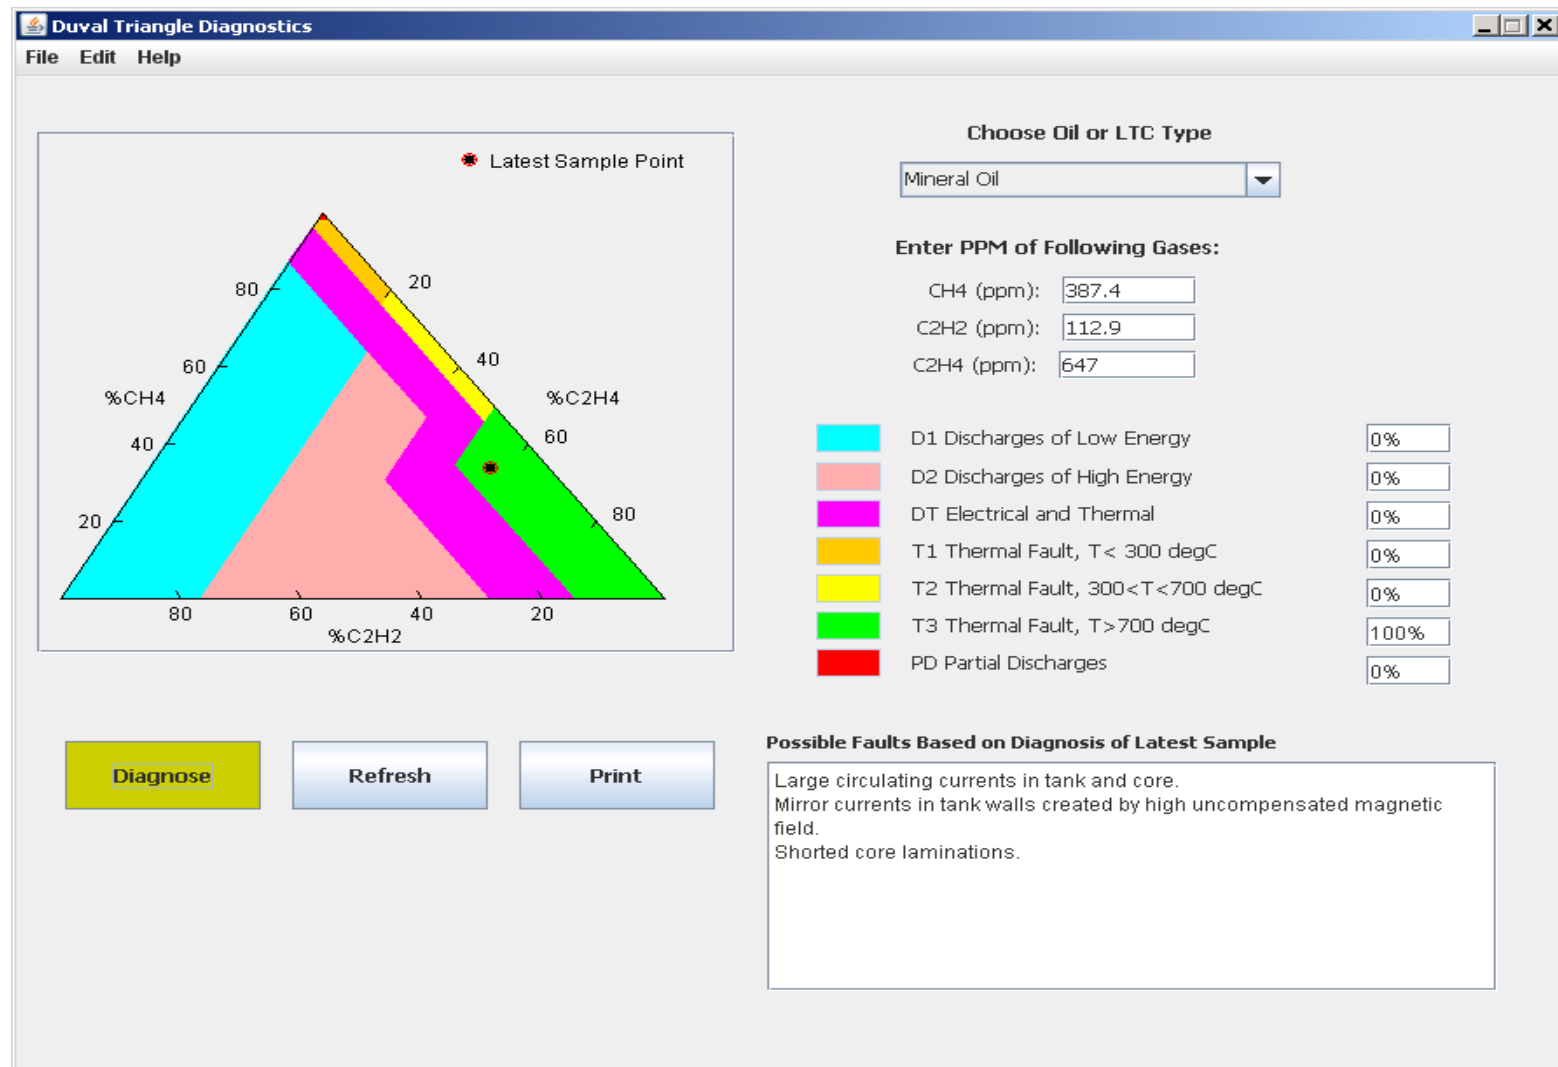 Duval Triangle Diagnostics
File Edit Help
Latest Sample Point
80
20
60
40
%CH4
%C2H4
40
60
20
80
80
60
40
20
%C2H2
Choose Oil or LTC Type
Mineral Oil
Enter PPM of Following Gases:
CH4 (ppm): 387.4
C2H2 (ppm): 112.9
C2H4 (ppm): 647
D1 Discharges of Low Energy 0%
D2 Discharges of High Energy 0%
DT Electrical and Thermal 0%
T1 Thermal Fault, T< 300 degC 0%
T2 Thermal Fault, 300<T<700 degC 0%
T3 Thermal Fault, T>700 degC 100%
PD Partial Discharges 0%
Diagnose
Refresh
Print
Possible Faults Based on Diagnosis of Latest Sample
Large circulating currents in tank and core.
Mirror currents in tank walls created by high uncompensated magnetic
field.
Shorted core laminations.